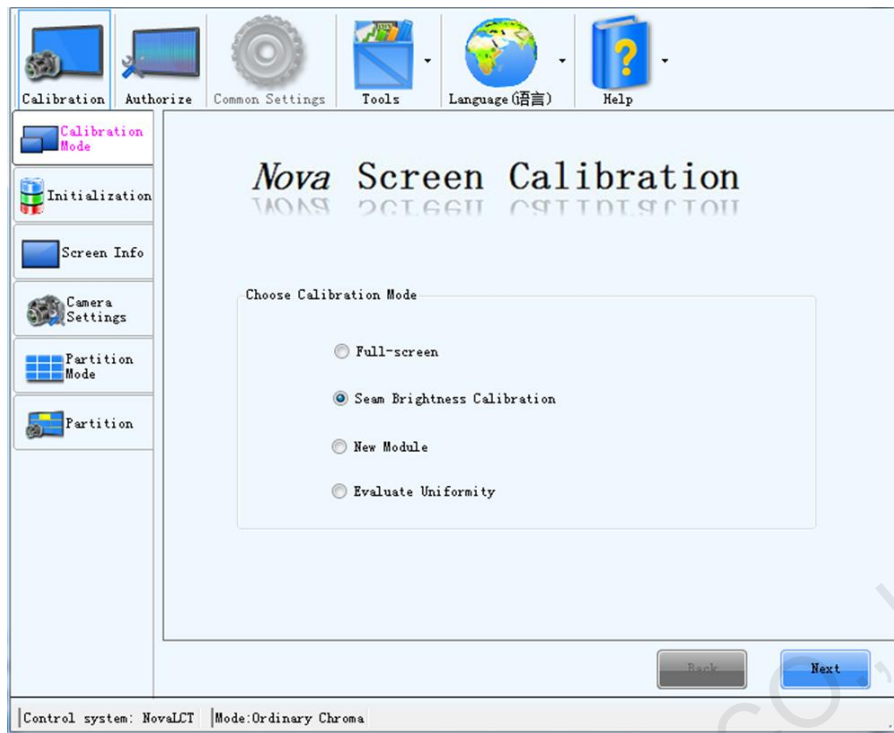 Calibration
Authorize
Common Settings
Tools
Language(语言)
Help
Calibration
Mode
Initialization
Screen Info
Camera
Settings
Partition
Mode
Partition
Nova Screen Calibration
Choose Calibration Mode
Full-screen
Seam Brightness Calibration
New Module
Evaluate Uniformity
Back
Next
Control system: NovaLCT
Mode:Ordinary Chroma
CO.,